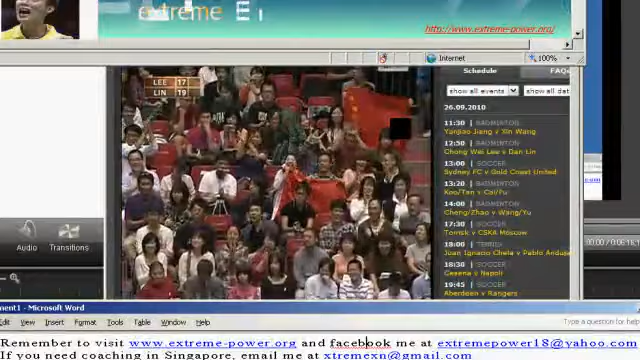 extreme
http://www.extreme-power.org/
Internet
100%
Schedule
FAQs
show all events
show all dat
LEE 17
LIN 19
26.09.2010
11:30 BADMINTON
Yanjiao Jiang v Xin Wang
12:50 BADMINTON
Chong Wei Lee v Dan Lin
13:00 SOCCER
Sydney FC v Gold Coast United
13:20 BADMINTON
Koo/Tan v Cai/Fu
14:00 BADMINTON
Cheng/Zhao v Wang/Yu
17:30 SOCCER
Tomsk v CSKA Moscow
18:00 TENNIS
Juan Ignacio Chela v Pablo Anduja
18:30 SOCCER
Cesena v Napoli
19:45 SOCCER
Aberdeen v Rangers
Audio
Transitions
ment1 - Microsoft Word
Edit View Insert Format Tools Table Window Help
Type a question for help
Remember to visit www.extreme-power.org and facebook me at extremepower18@yahoo.com
If you need coaching in Singapore, email me at xtremexn@gmail.com